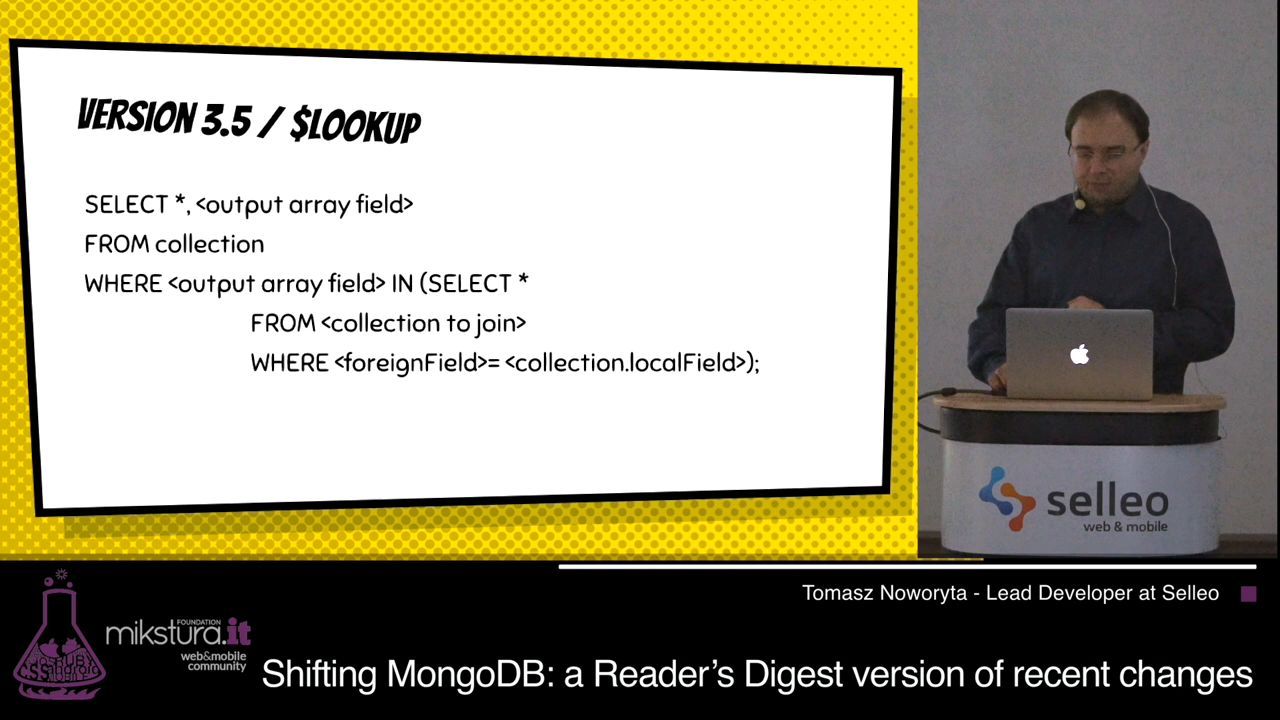 VERSION 3.5 / $LOOKUP
SELECT *, <output array field>
FROM collection
WHERE <output array field> IN (SELECT *
FROM <collection to join>
WHERE <foreignField>= <collection.localField>);
selleo
web & mobile
Tomasz Noworyta - Lead Developer at Selleo
FOUNDATION
mikstura.it
web&mobile
community
Shifting MongoDB: a Reader's Digest version of recent changes